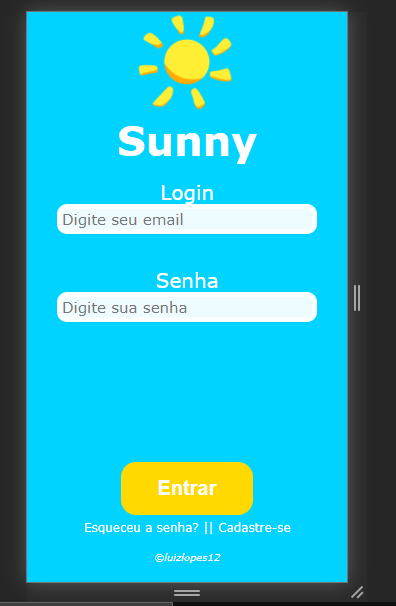 Sunny
Login
Digite seu email
Senha
Digite sua senha
Entrar
Esqueceu a senha? || Cadastre-se
©luizlopes12